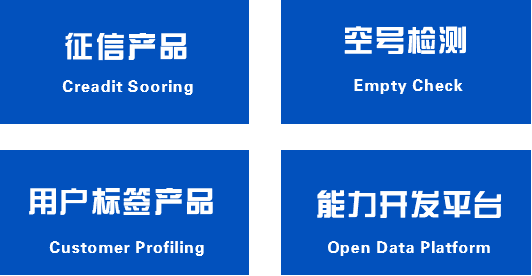 征信产品
Creadit Sooring
空号检测
Empty Check
用户标签产品
Customer Profiling
能力开发平台
Open Data Platform